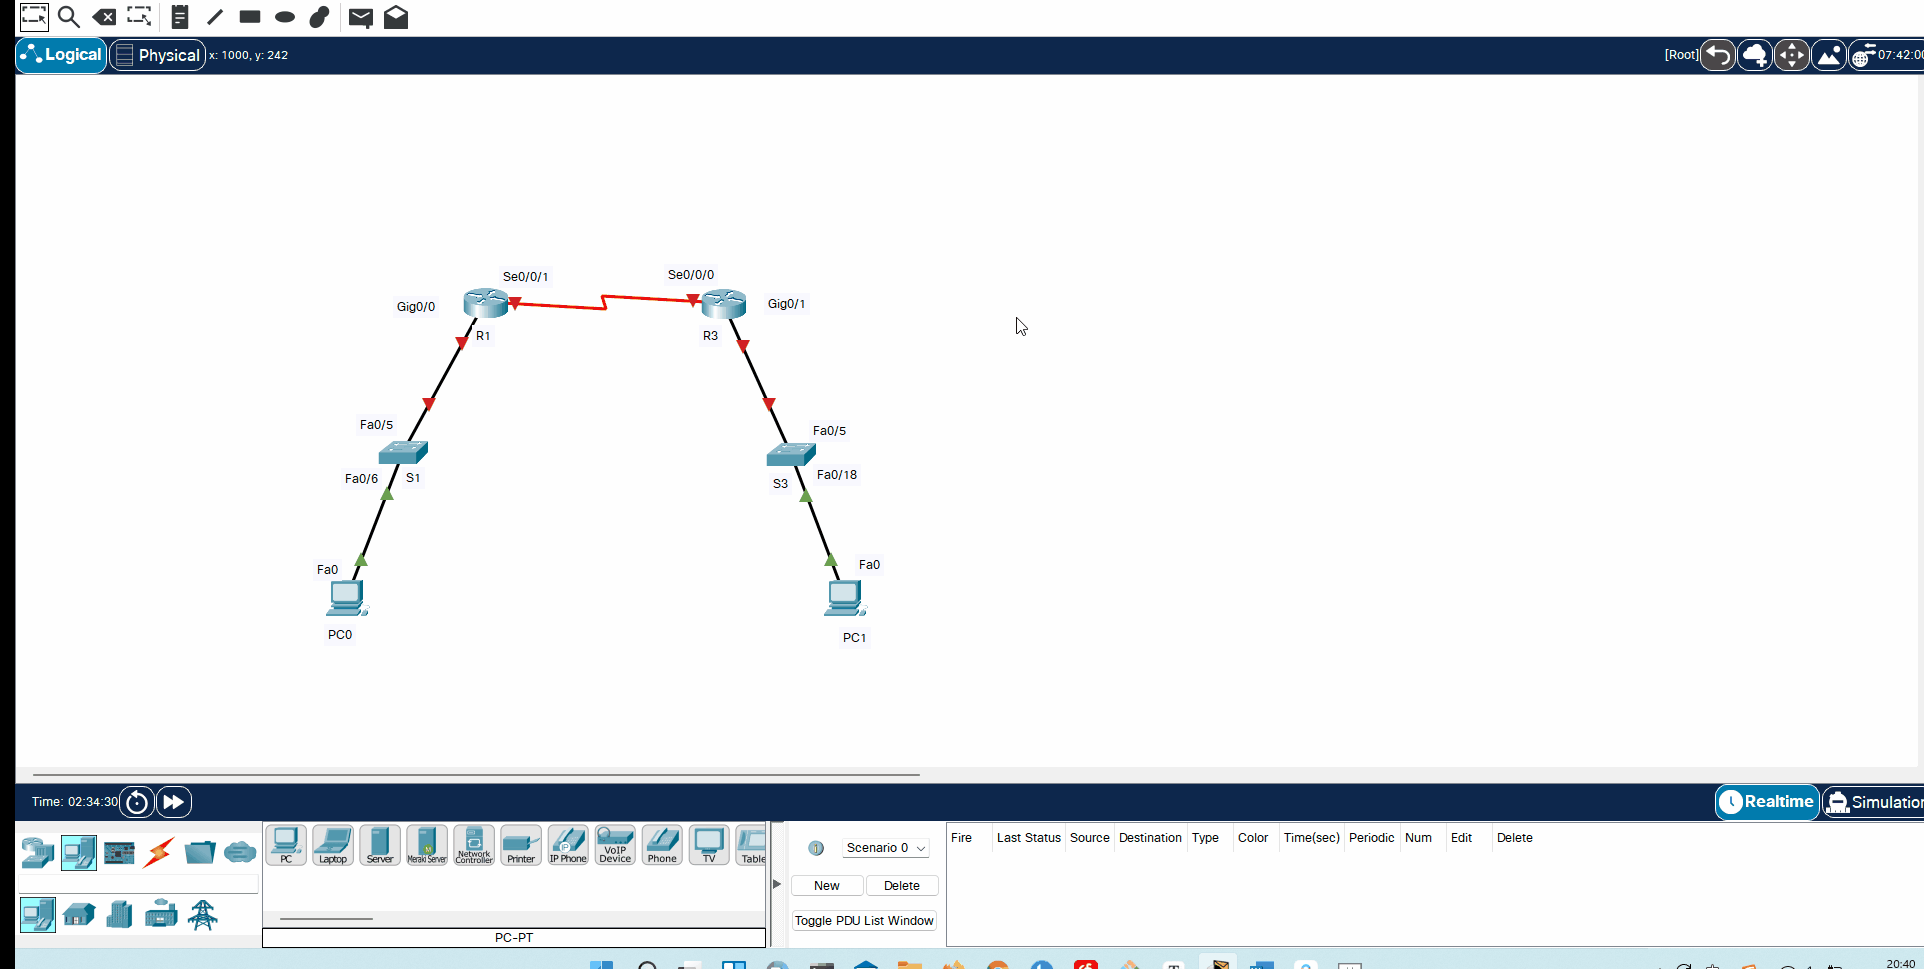 Logical
Physical
x: 1000, y: 242
[Root]
07:42:00
Se0/0/1
Se0/0/0
Gig0/0
Gig0/1
R1
R3
Fa0/5
Fa0/5
Fa0/6
S1
S3
Fa0/18
Fa0
Fa0
PC0
PC1
Time: 02:34:30
Realtime
Simulation
PC
Laptop
Server
Meraki Server
Network Controller
Printer
IP Phone
VoIP Device
Phone
TV
Table
Scenario 0
New
Delete
Toggle PDU List Window
Fire Last Status Source Destination Type Color Time(sec) Periodic Num Edit Delete
PC-PT
20:40